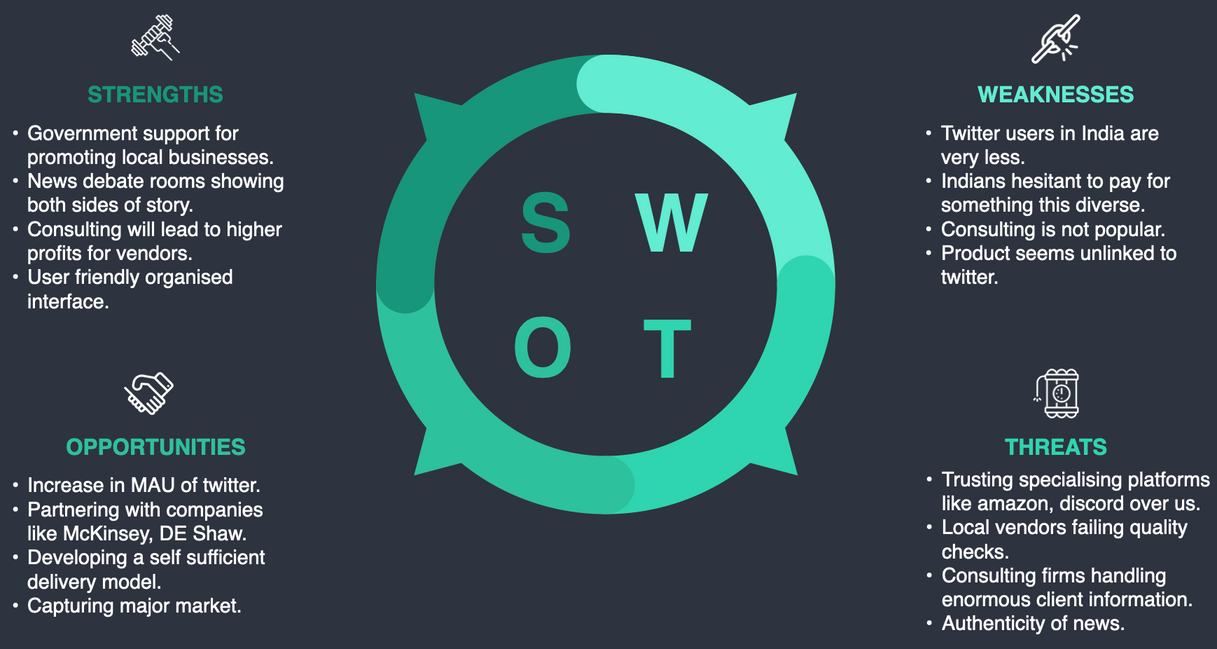 STRENGTHS
• Government support for
promoting local businesses.
• News debate rooms showing
both sides of story.
• Consulting will lead to higher
profits for vendors.
• User friendly organised
interface.
WEAKNESSES
• Twitter users in India are
very less.
• Indians hesitant to pay for
something this diverse.
• Consulting is not popular.
• Product seems unlinked to
twitter.
S W
O T
OPPORTUNITIES
• Increase in MAU of twitter.
• Partnering with companies
like McKinsey, DE Shaw.
• Developing a self sufficient
delivery model.
• Capturing major market.
THREATS
• Trusting specialising platforms
like amazon, discord over us.
• Local vendors failing quality
checks.
• Consulting firms handling
enormous client information.
• Authenticity of news.